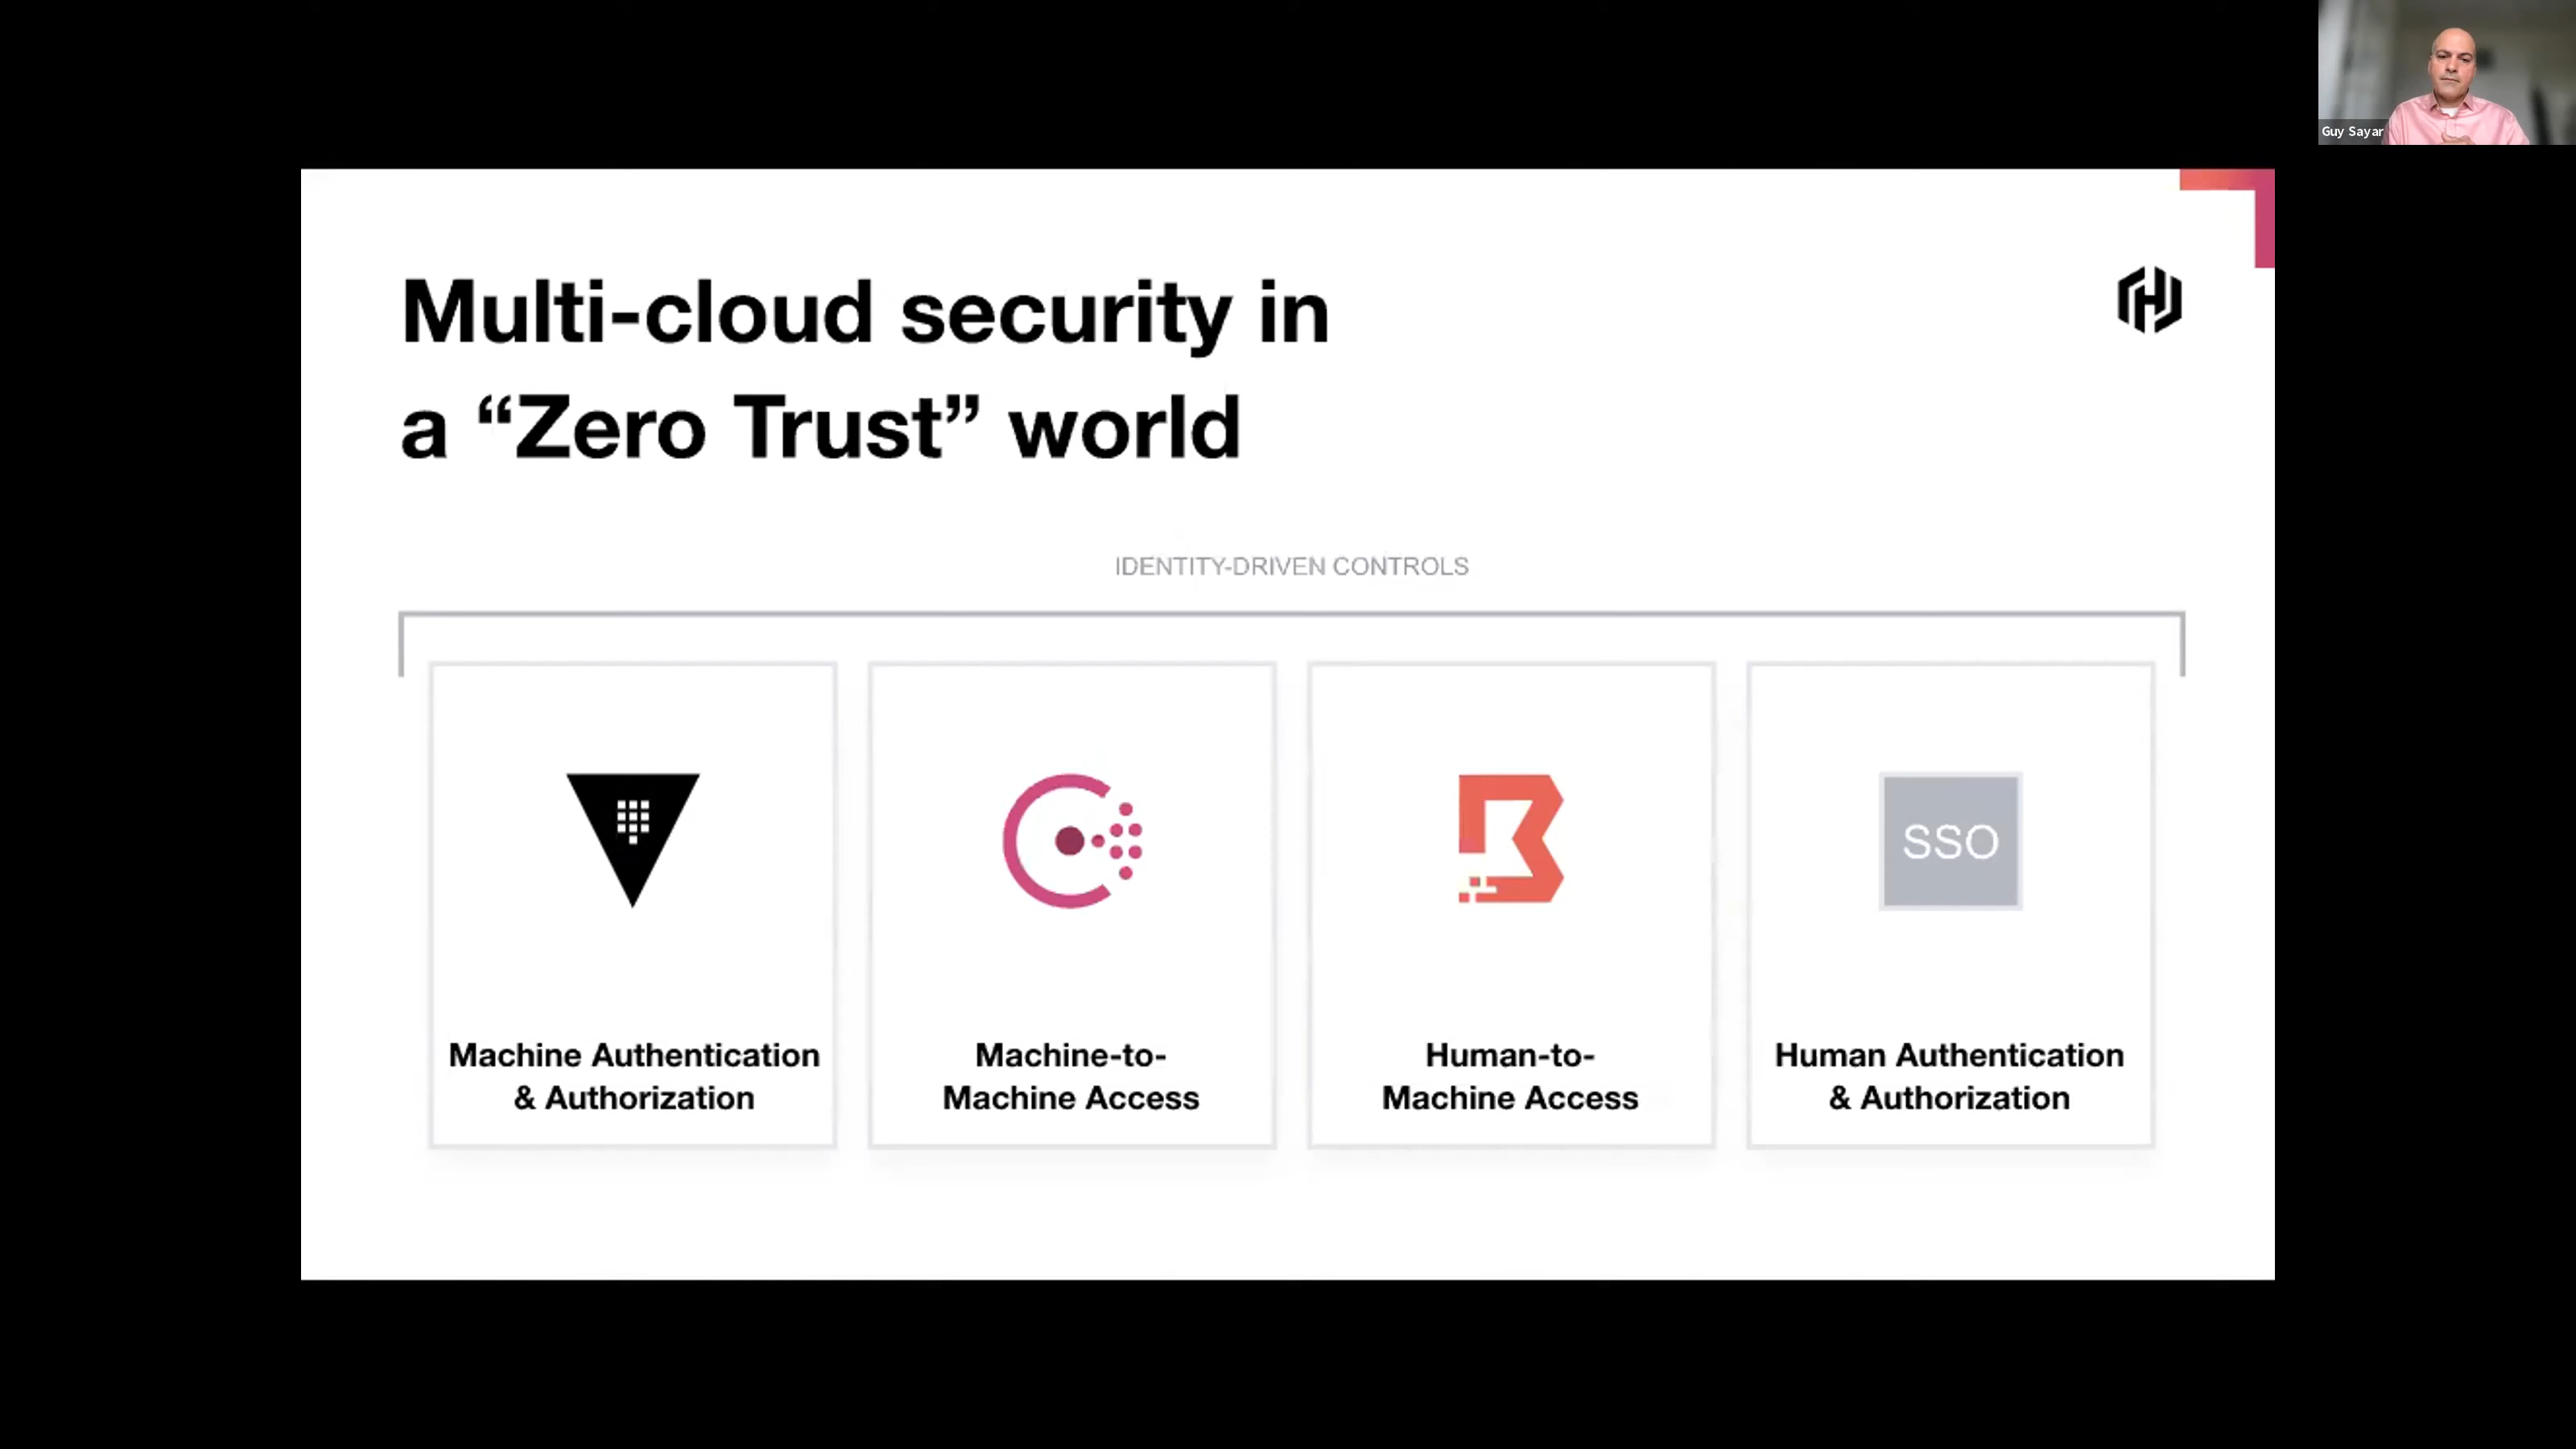 Guy Sayar
Multi-cloud security in
a “Zero Trust” world
IDENTITY-DRIVEN CONTROLS
SSO
Machine Authentication
& Authorization
Machine-to-
Machine Access
Human-to-
Machine Access
Human Authentication
& Authorization